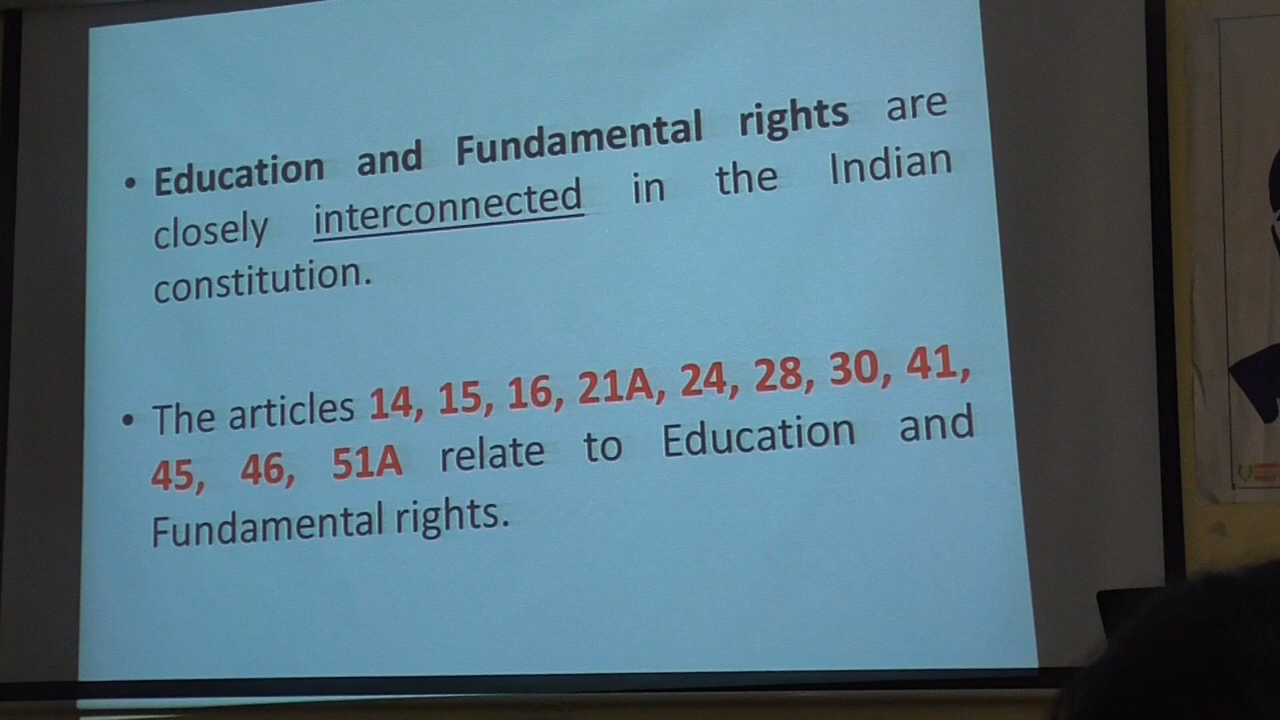 • Education and Fundamental rights are
closely interconnected in the Indian
constitution.
• The articles 14, 15, 16, 21A, 24, 28, 30, 41,
45, 46, 51A relate to Education and
Fundamental rights.